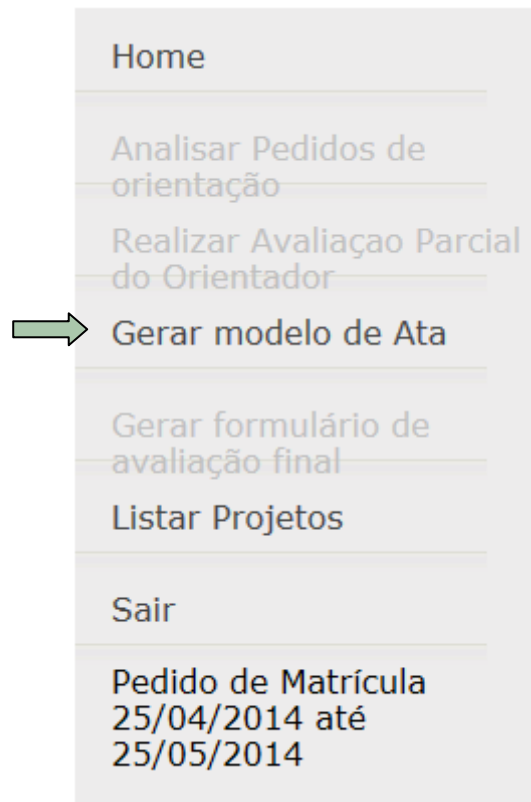 Home
Analisar Pedidos de
orientação
Realizar Avaliaçao Parcial
do Orientador
Gerar modelo de Ata
Gerar formulário de
avaliação final
Listar Projetos
Sair
Pedido de Matrícula
25/04/2014 até
25/05/2014